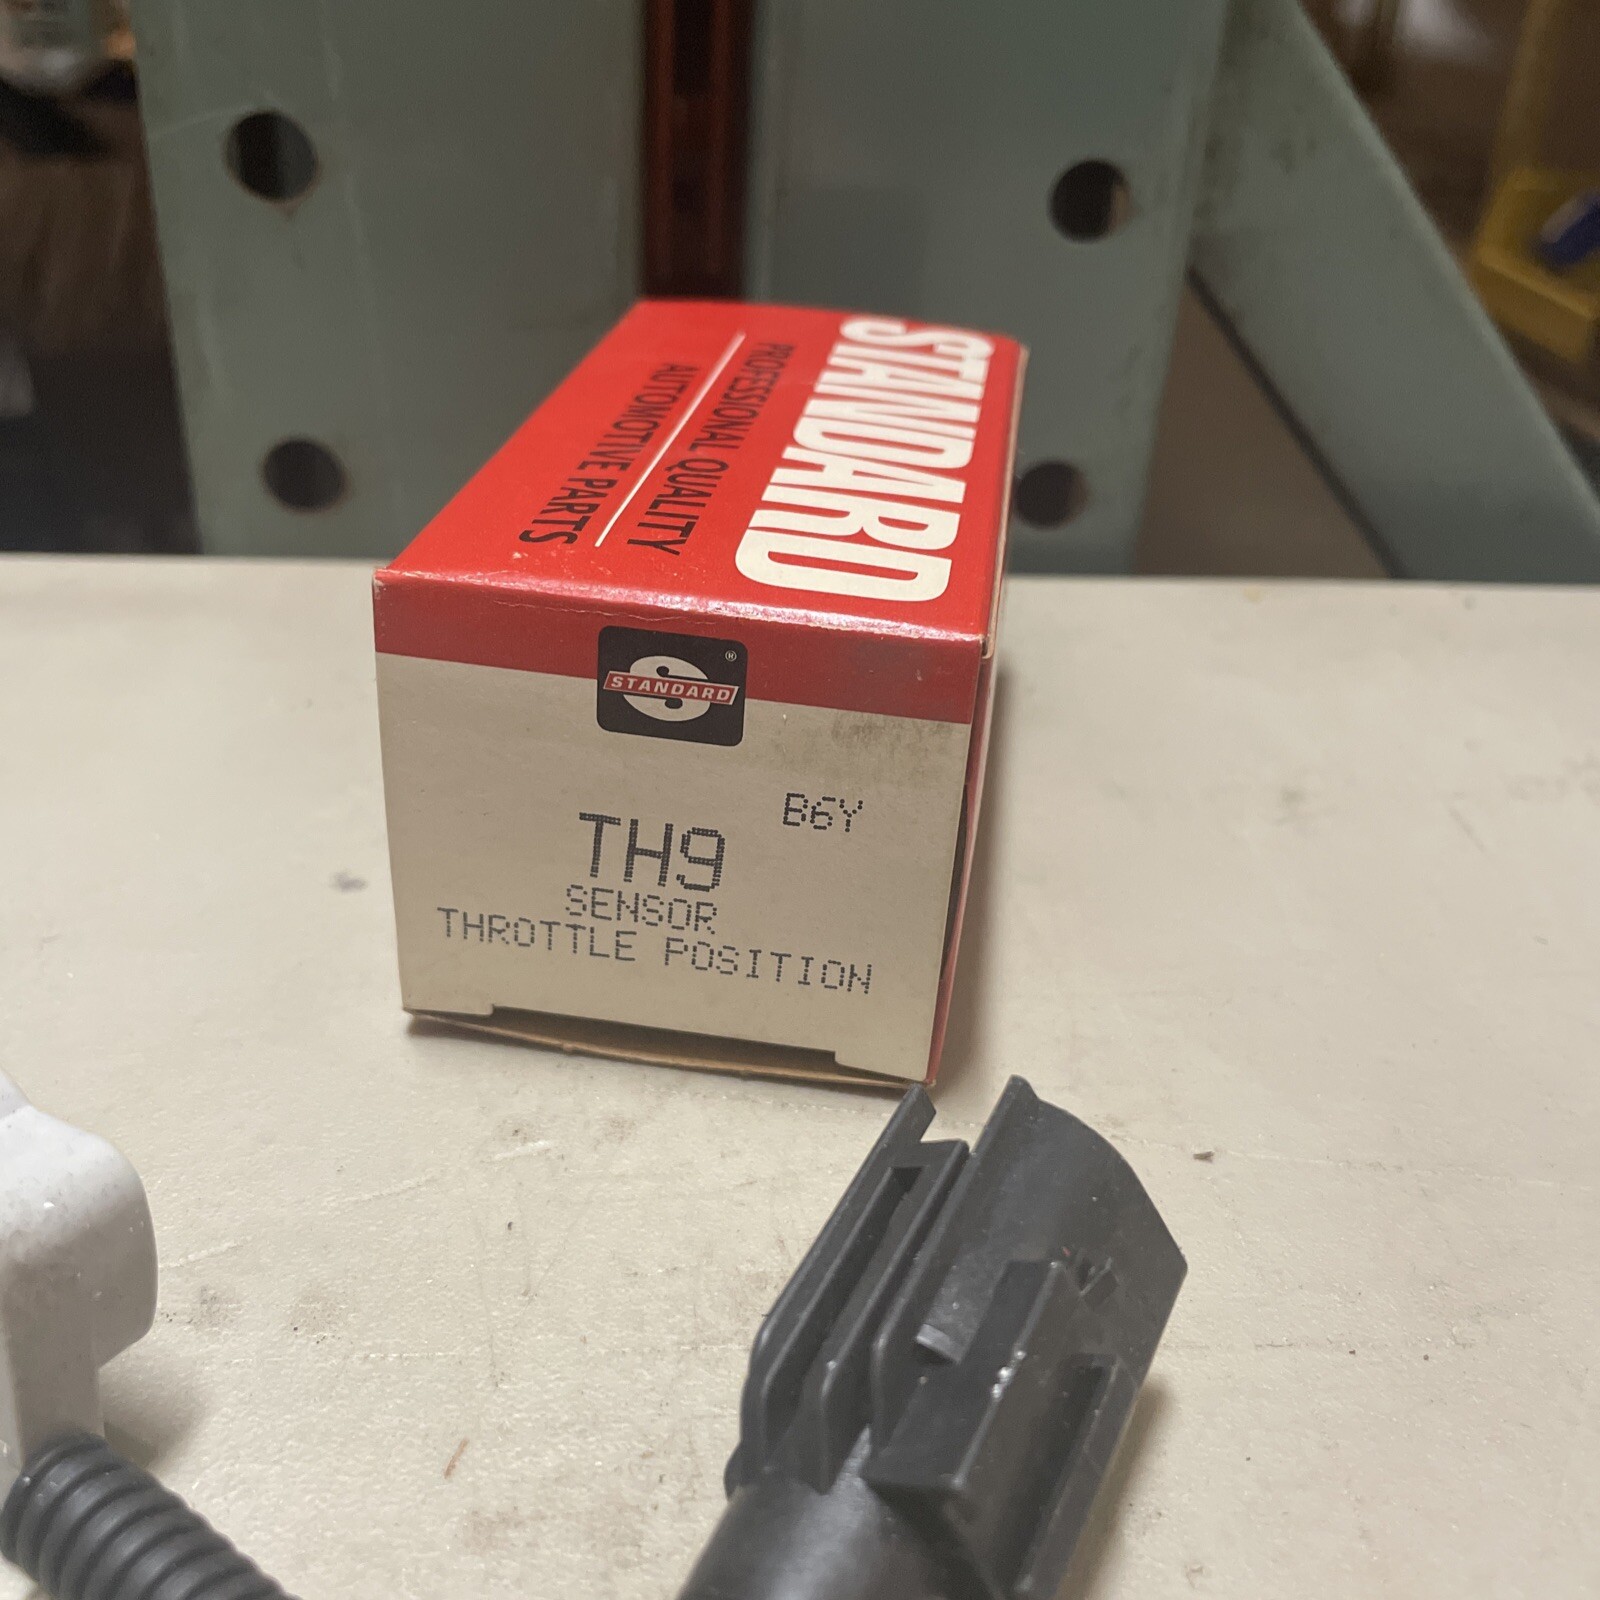 STANDARD
PROFESSIONAL QUALITY
AUTOMOTIVE PARTS
STANDARD
®
B6Y
TH9
SENSOR
THROTTLE POSITION